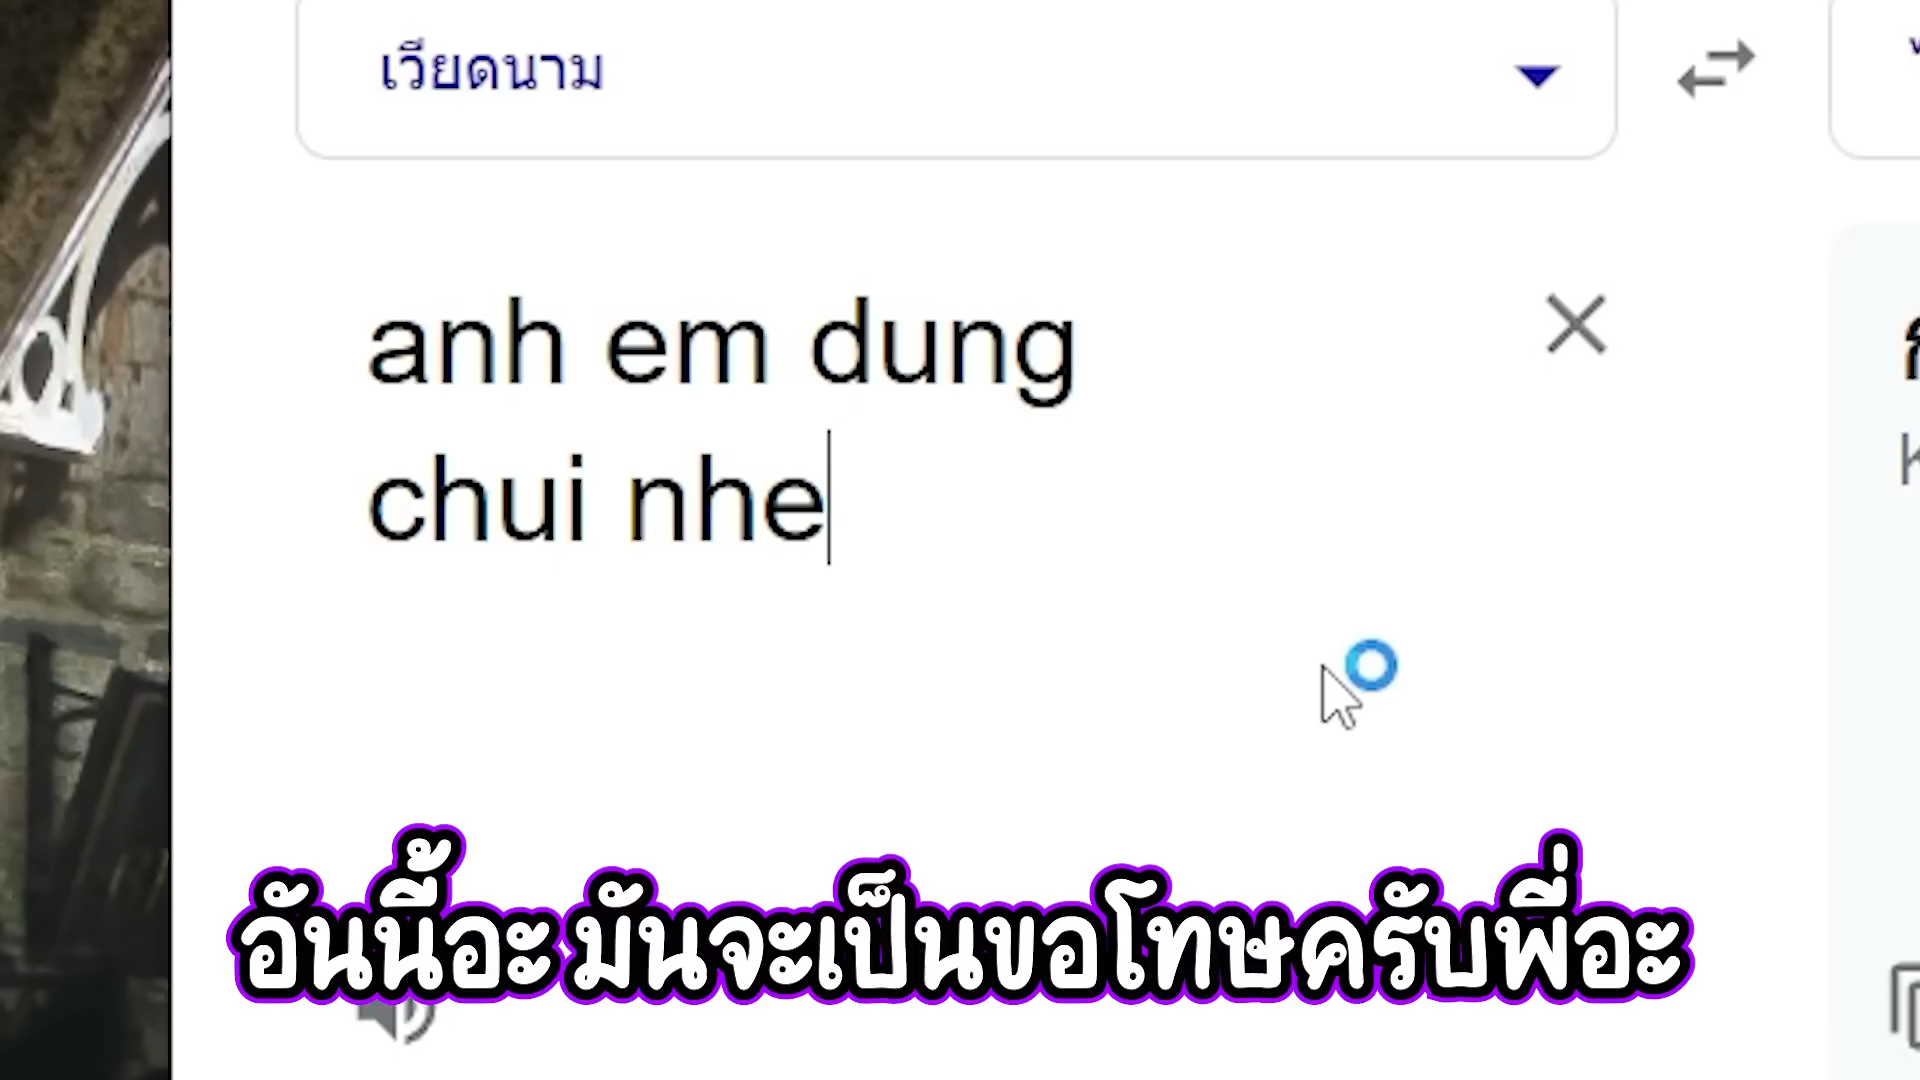 เวียดนาม
anh em dung
chui nhe
อันนี้อะ มันจะเป็นขอโทษครับพี่อะ